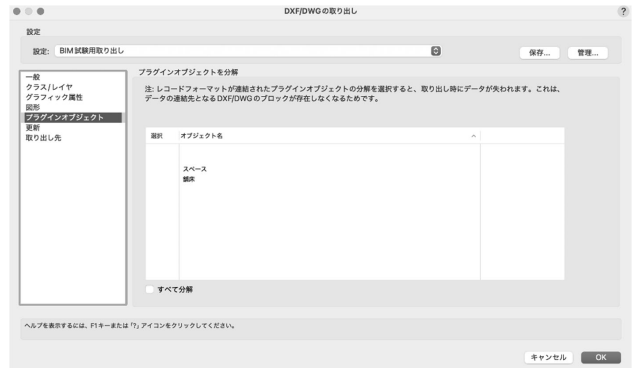 DXF/DWGの取り出し
?
設定
設定: BIM試験用取り出し
保存...
管理...
一般
クラス/レイヤ
グラフィック属性
図形
プラグインオブジェクト
更新
取り出し先
プラグインオブジェクトを分解
注: レコードフォーマットが連結されたプラグインオブジェクトの分解を選択すると、取り出し時にデータが失われます。これは、
データの連結先となるDXF/DWGのブロックが存在しなくなるためです。
選択 オブジェクト名
スペース
鋼床
すべて分解
ヘルプを表示するには、F1キーまたは「?」アイコンをクリックしてください。
キャンセル
OK